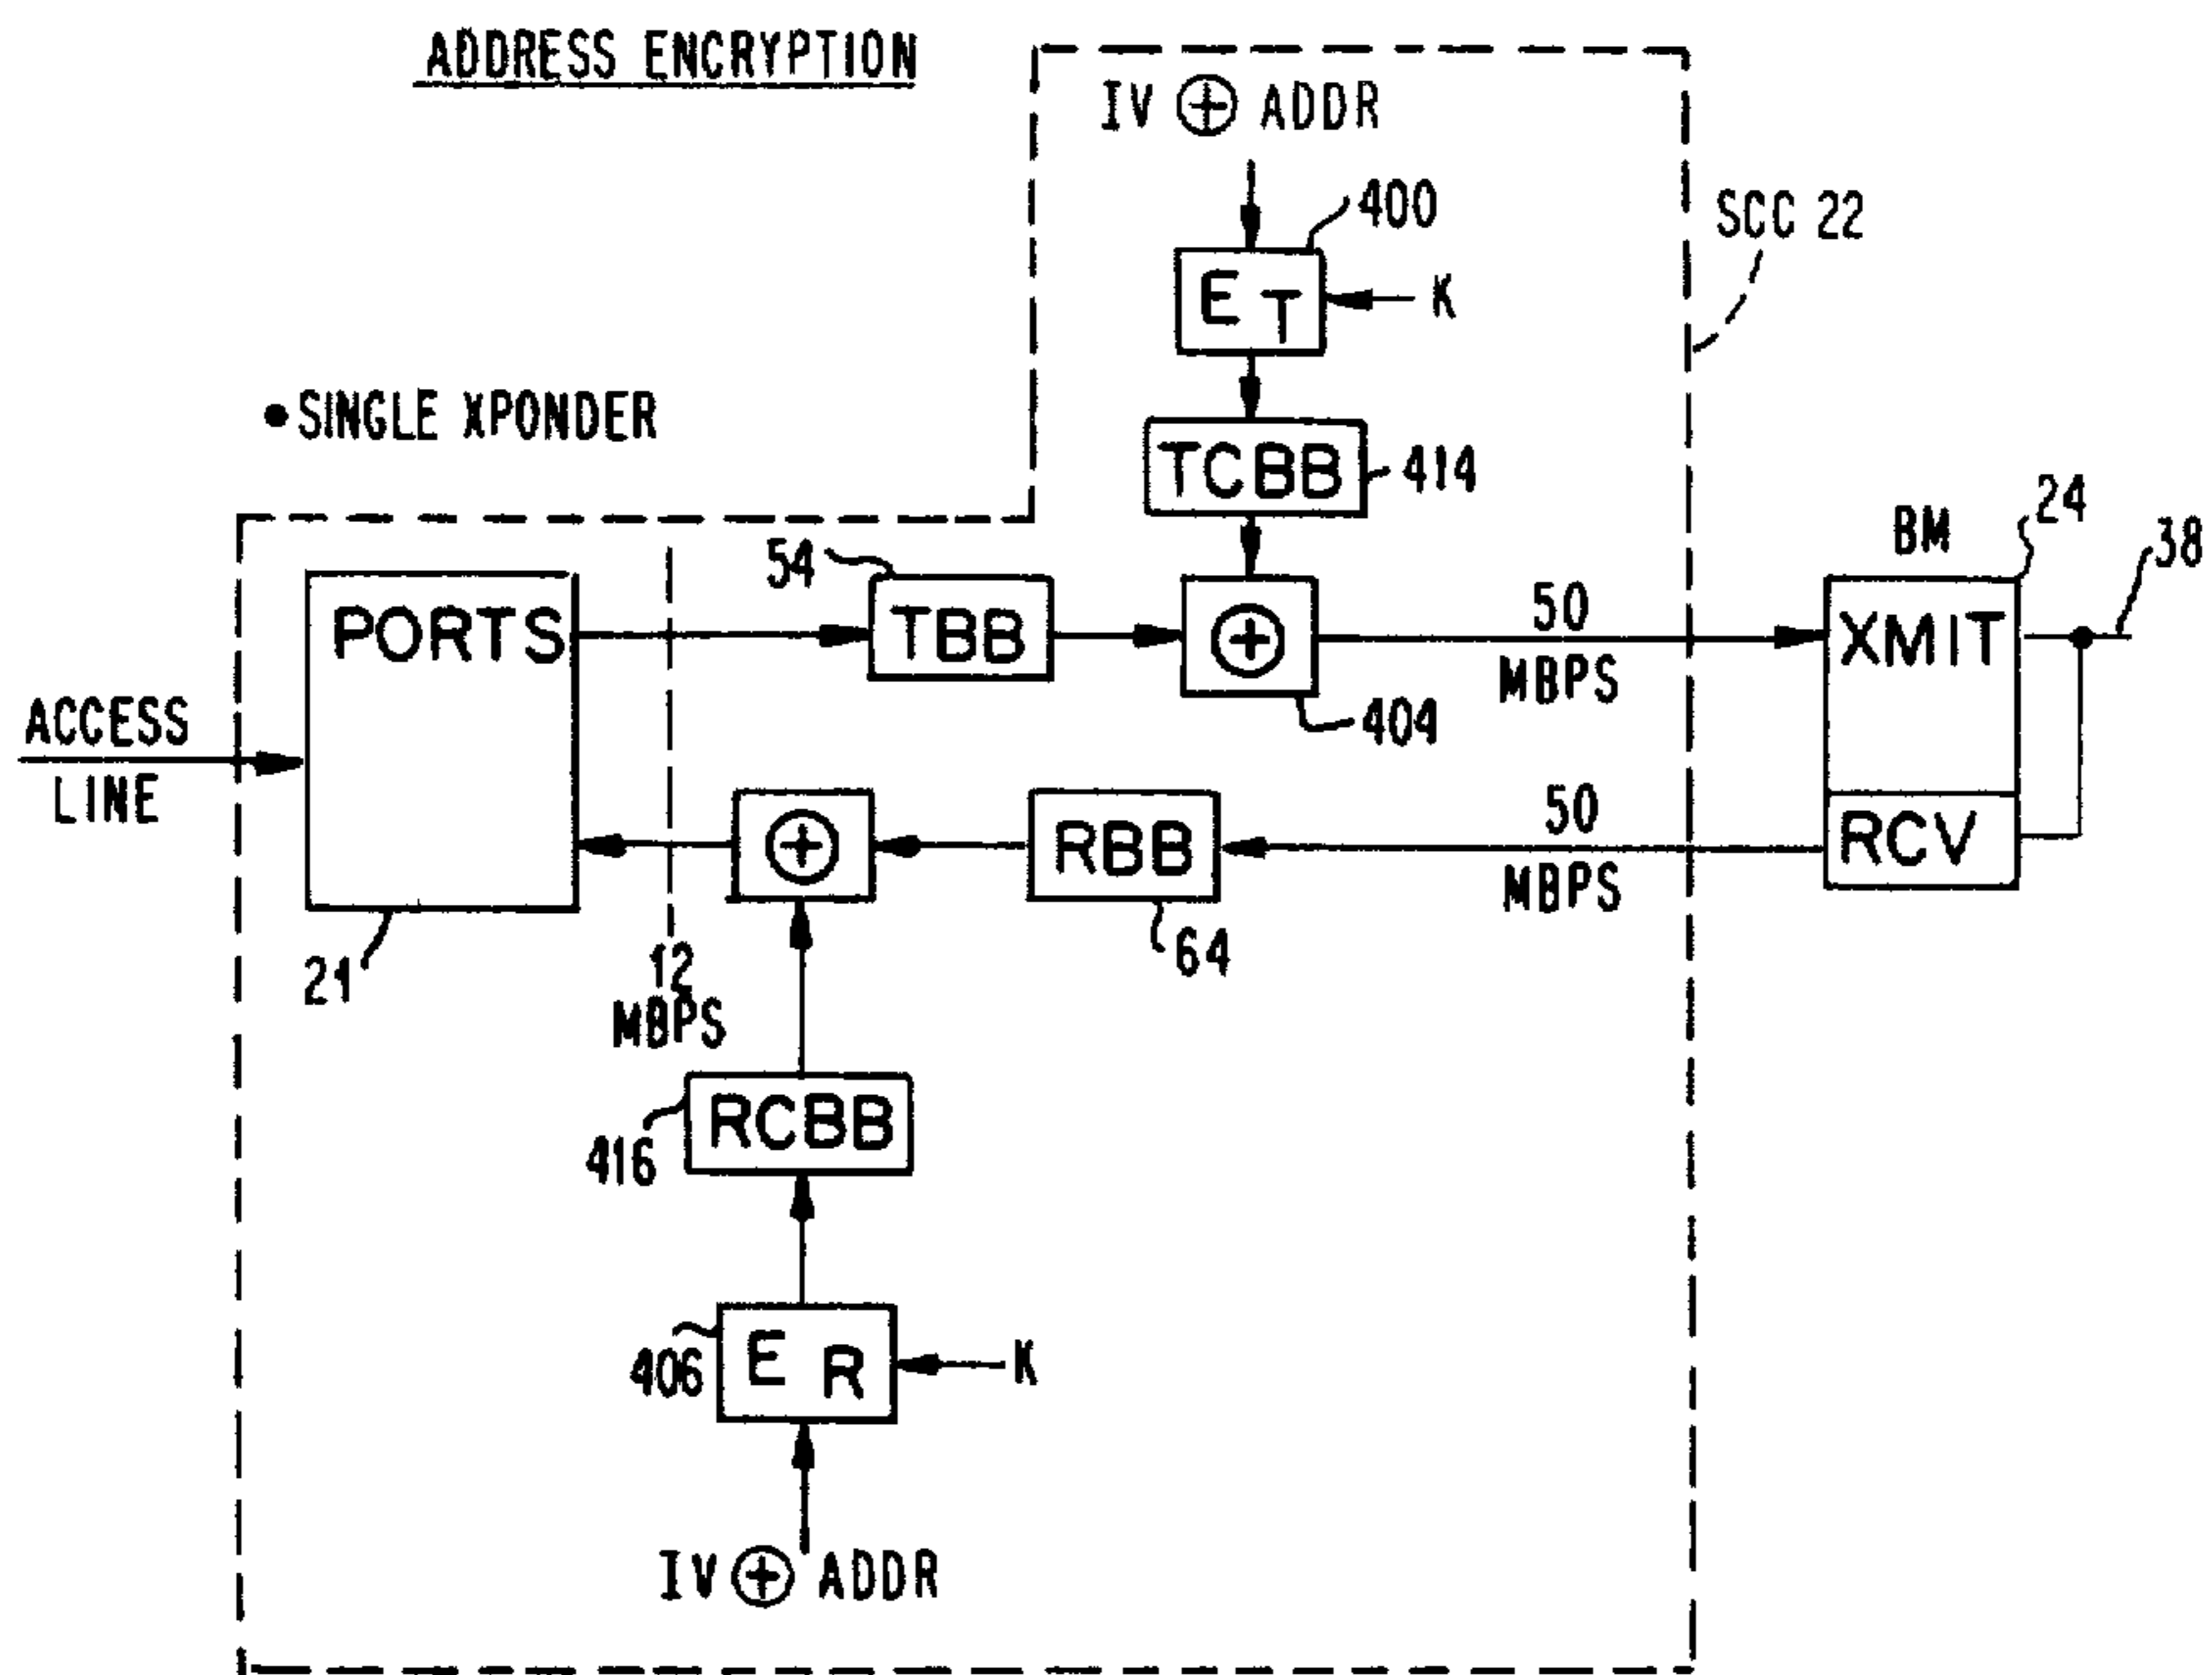 ADDRESS ENCRYPTION
IV ⊕ ADDR
400
SCC 22
E T
K
● SINGLE XPONDER
TCBB
414
24
BM
38
54
PORTS
TBB
⊕
50
MBPS
XMIT
404
ACCESS
LINE
⊕
RBB
50
MBPS
RCV
21
12
MBPS
64
RCBB
416
E R
406
K
IV ⊕ ADDR